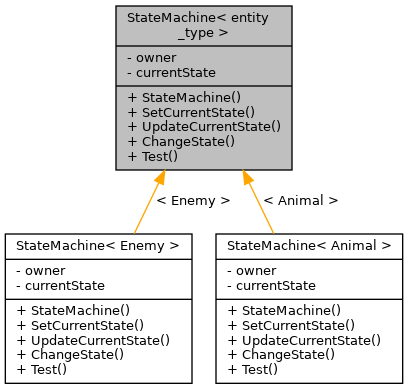 StateMachine< entity
_type >
- owner
- currentState
+ StateMachine()
+ SetCurrentState()
+ UpdateCurrentState()
+ ChangeState()
+ Test()
< Enemy >
< Animal >
StateMachine< Enemy >
- owner
- currentState
+ StateMachine()
+ SetCurrentState()
+ UpdateCurrentState()
+ ChangeState()
+ Test()
StateMachine< Animal >
- owner
- currentState
+ StateMachine()
+ SetCurrentState()
+ UpdateCurrentState()
+ ChangeState()
+ Test()